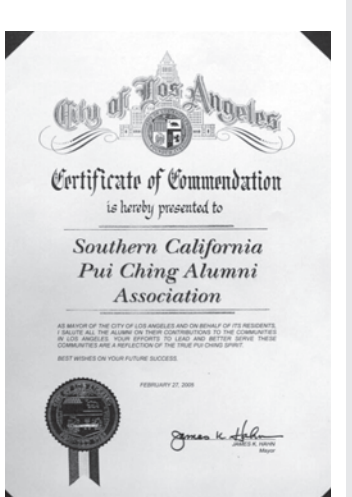 City of Los Angeles
Certificate of Commendation
is hereby presented to
Southern California
Pui Ching Alumni
Association
AS MAYOR OF THE CITY OF LOS ANGELES AND ON BEHALF OF ITS RESIDENTS,
I SALUTE ALL THE ALUMNI ON THEIR CONTRIBUTIONS TO THE COMMUNITIES
IN LOS ANGELES. YOUR EFFORTS TO LEAD AND BETTER SERVE THESE
COMMUNITIES ARE A REFLECTION OF THE TRUE PUI CHING SPIRIT.
BEST WISHES ON YOUR FUTURE SUCCESS.
FEBRUARY 27, 2005
James K Hahn
JAMES K. HAHN
Mayor